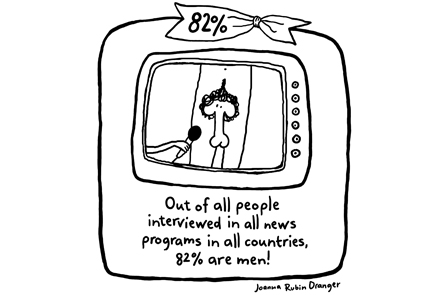 82%
Out of all people
interviewed in all news
programs in all countries,
82% are men!
Joanna Rubin Dranger